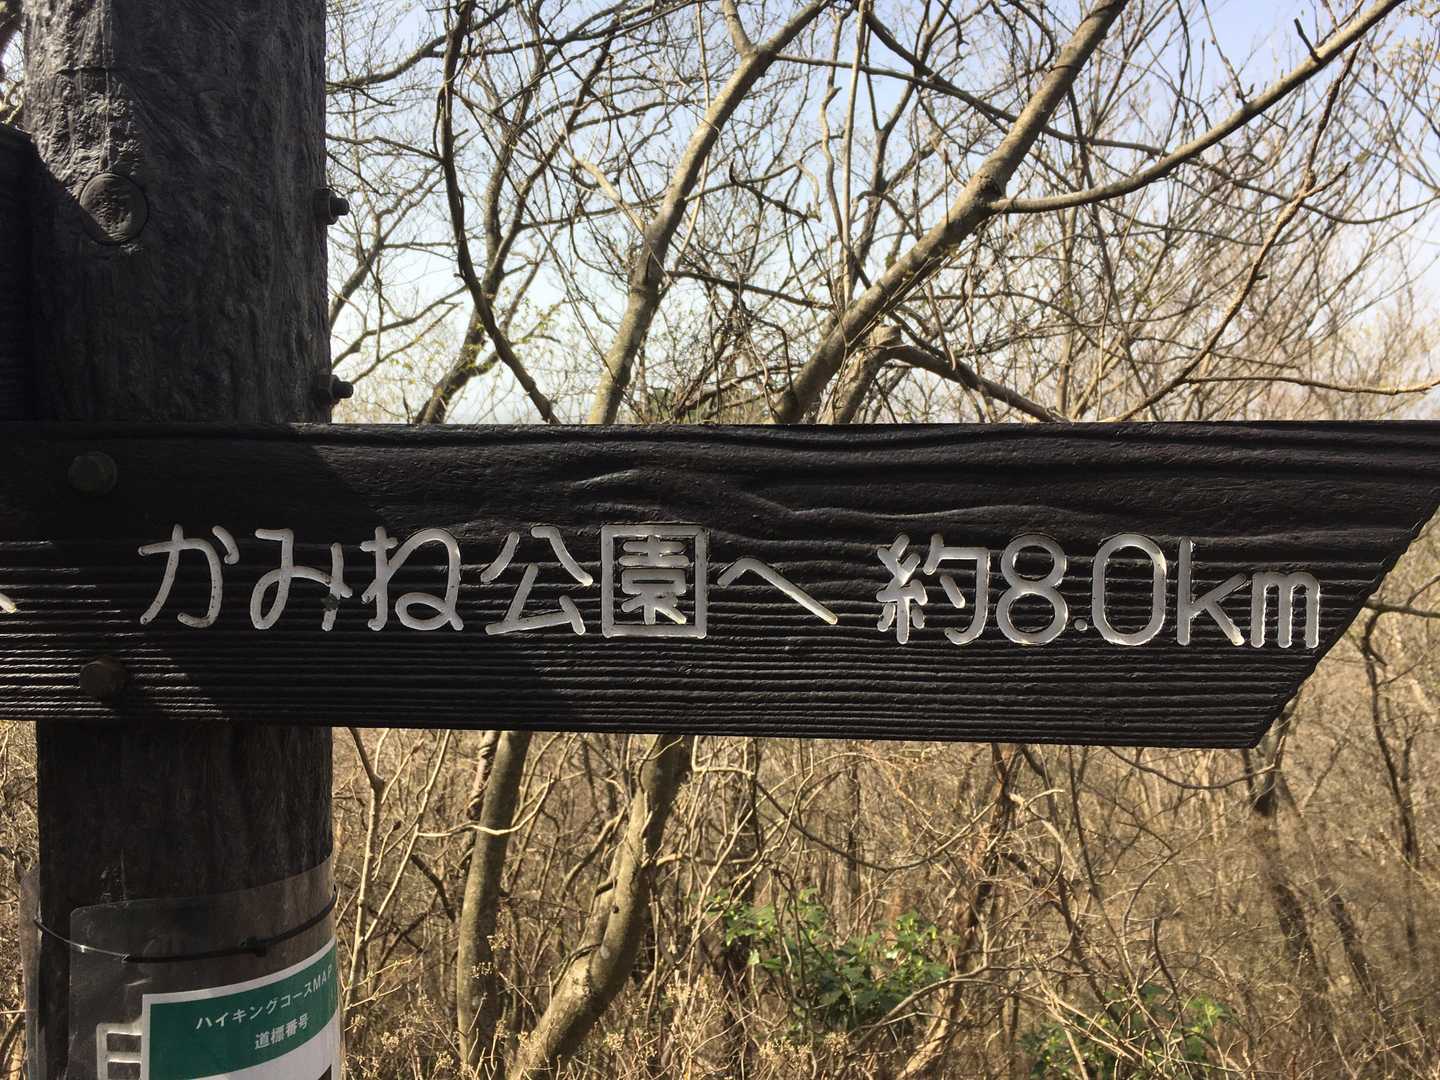 かみね公園へ 約8.0km
ハイキングコースMAP
道標番号